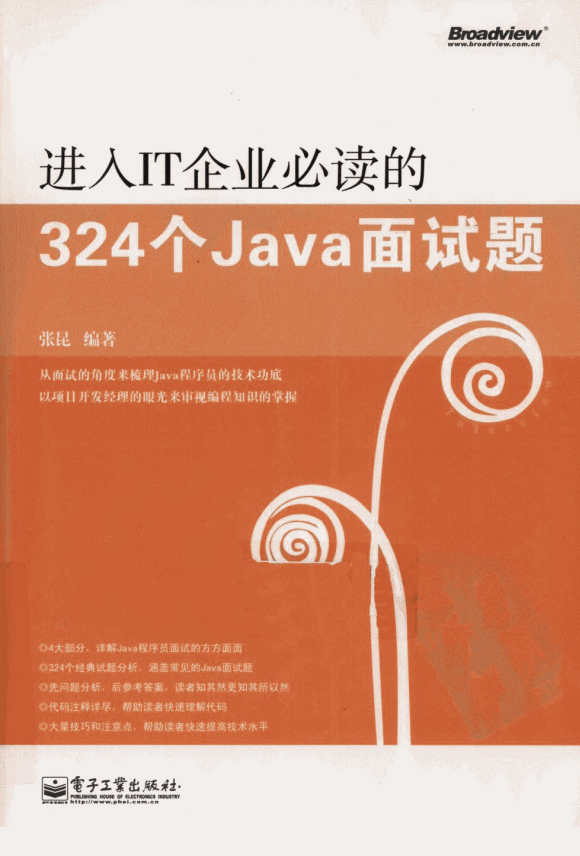 Broadview®
www.broadview.com.cn
进入IT企业必读的
324个Java面试题
张昆 编著
从面试的角度来梳理Java程序员的技术功底
以项目开发经理的眼光来审视编程知识的掌握
interview
◎4大部分，详解Java程序员面试的方方面面
◎324个经典试题分析，涵盖常见的Java面试题
◎先问题分析，后参考答案，读者知其然更知其所以然
◎代码注释详尽，帮助读者快速理解代码
◎大量技巧和注意点，帮助读者快速提高技术水平
電子工業出版社·
PUBLISHING HOUSE OF ELECTRONICS INDUSTRY
http://www.phei.com.cn